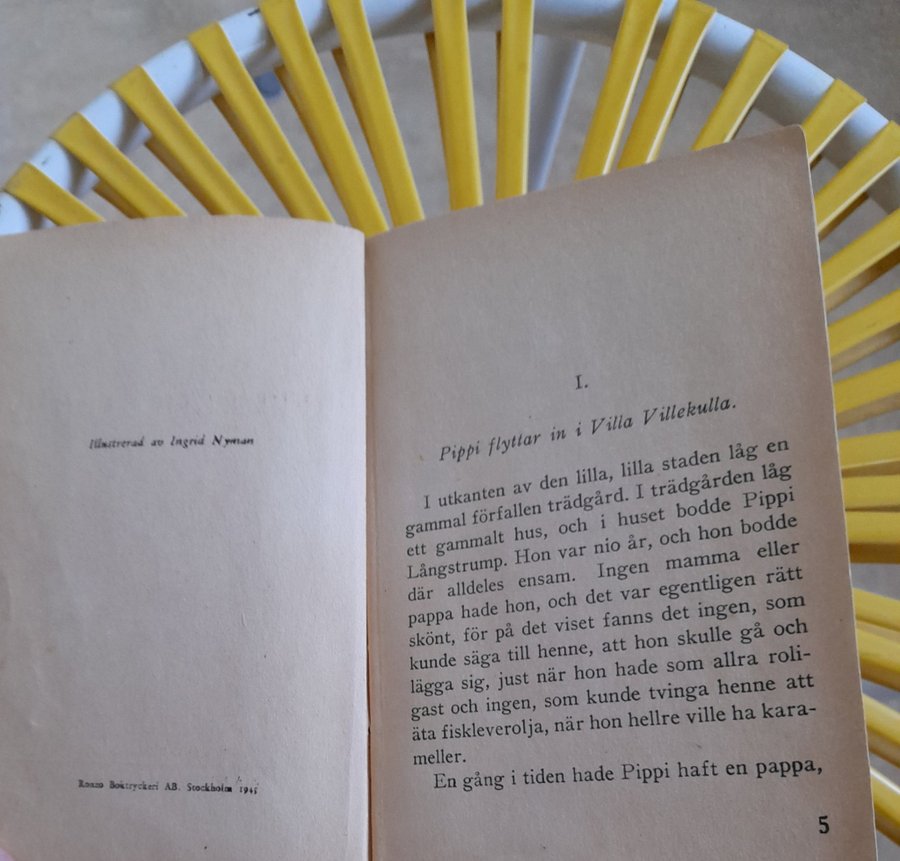 Illustrerad av Ingrid Nyman
Boktryckeri AB. Stockholm 1945
I.
Pippi flyttar in i Villa Villekulla.
I utkanten av den lilla, lilla staden låg en
gammal förfallen trädgård. I trädgården låg
ett gammalt hus, och i huset bodde Pippi
Långstrump. Hon var nio år, och hon bodde
där alldeles ensam. Ingen mamma eller
pappa hade hon, och det var egentligen rätt
skönt, för på det viset fanns det ingen, som
kunde säga till henne, att hon skulle gå och
lägga sig, just när hon hade som allra roli-
gast och ingen, som kunde tvinga henne att
äta fiskleverolja, när hon hellre ville ha kara-
meller.
En gång i tiden hade Pippi haft en pappa,
5